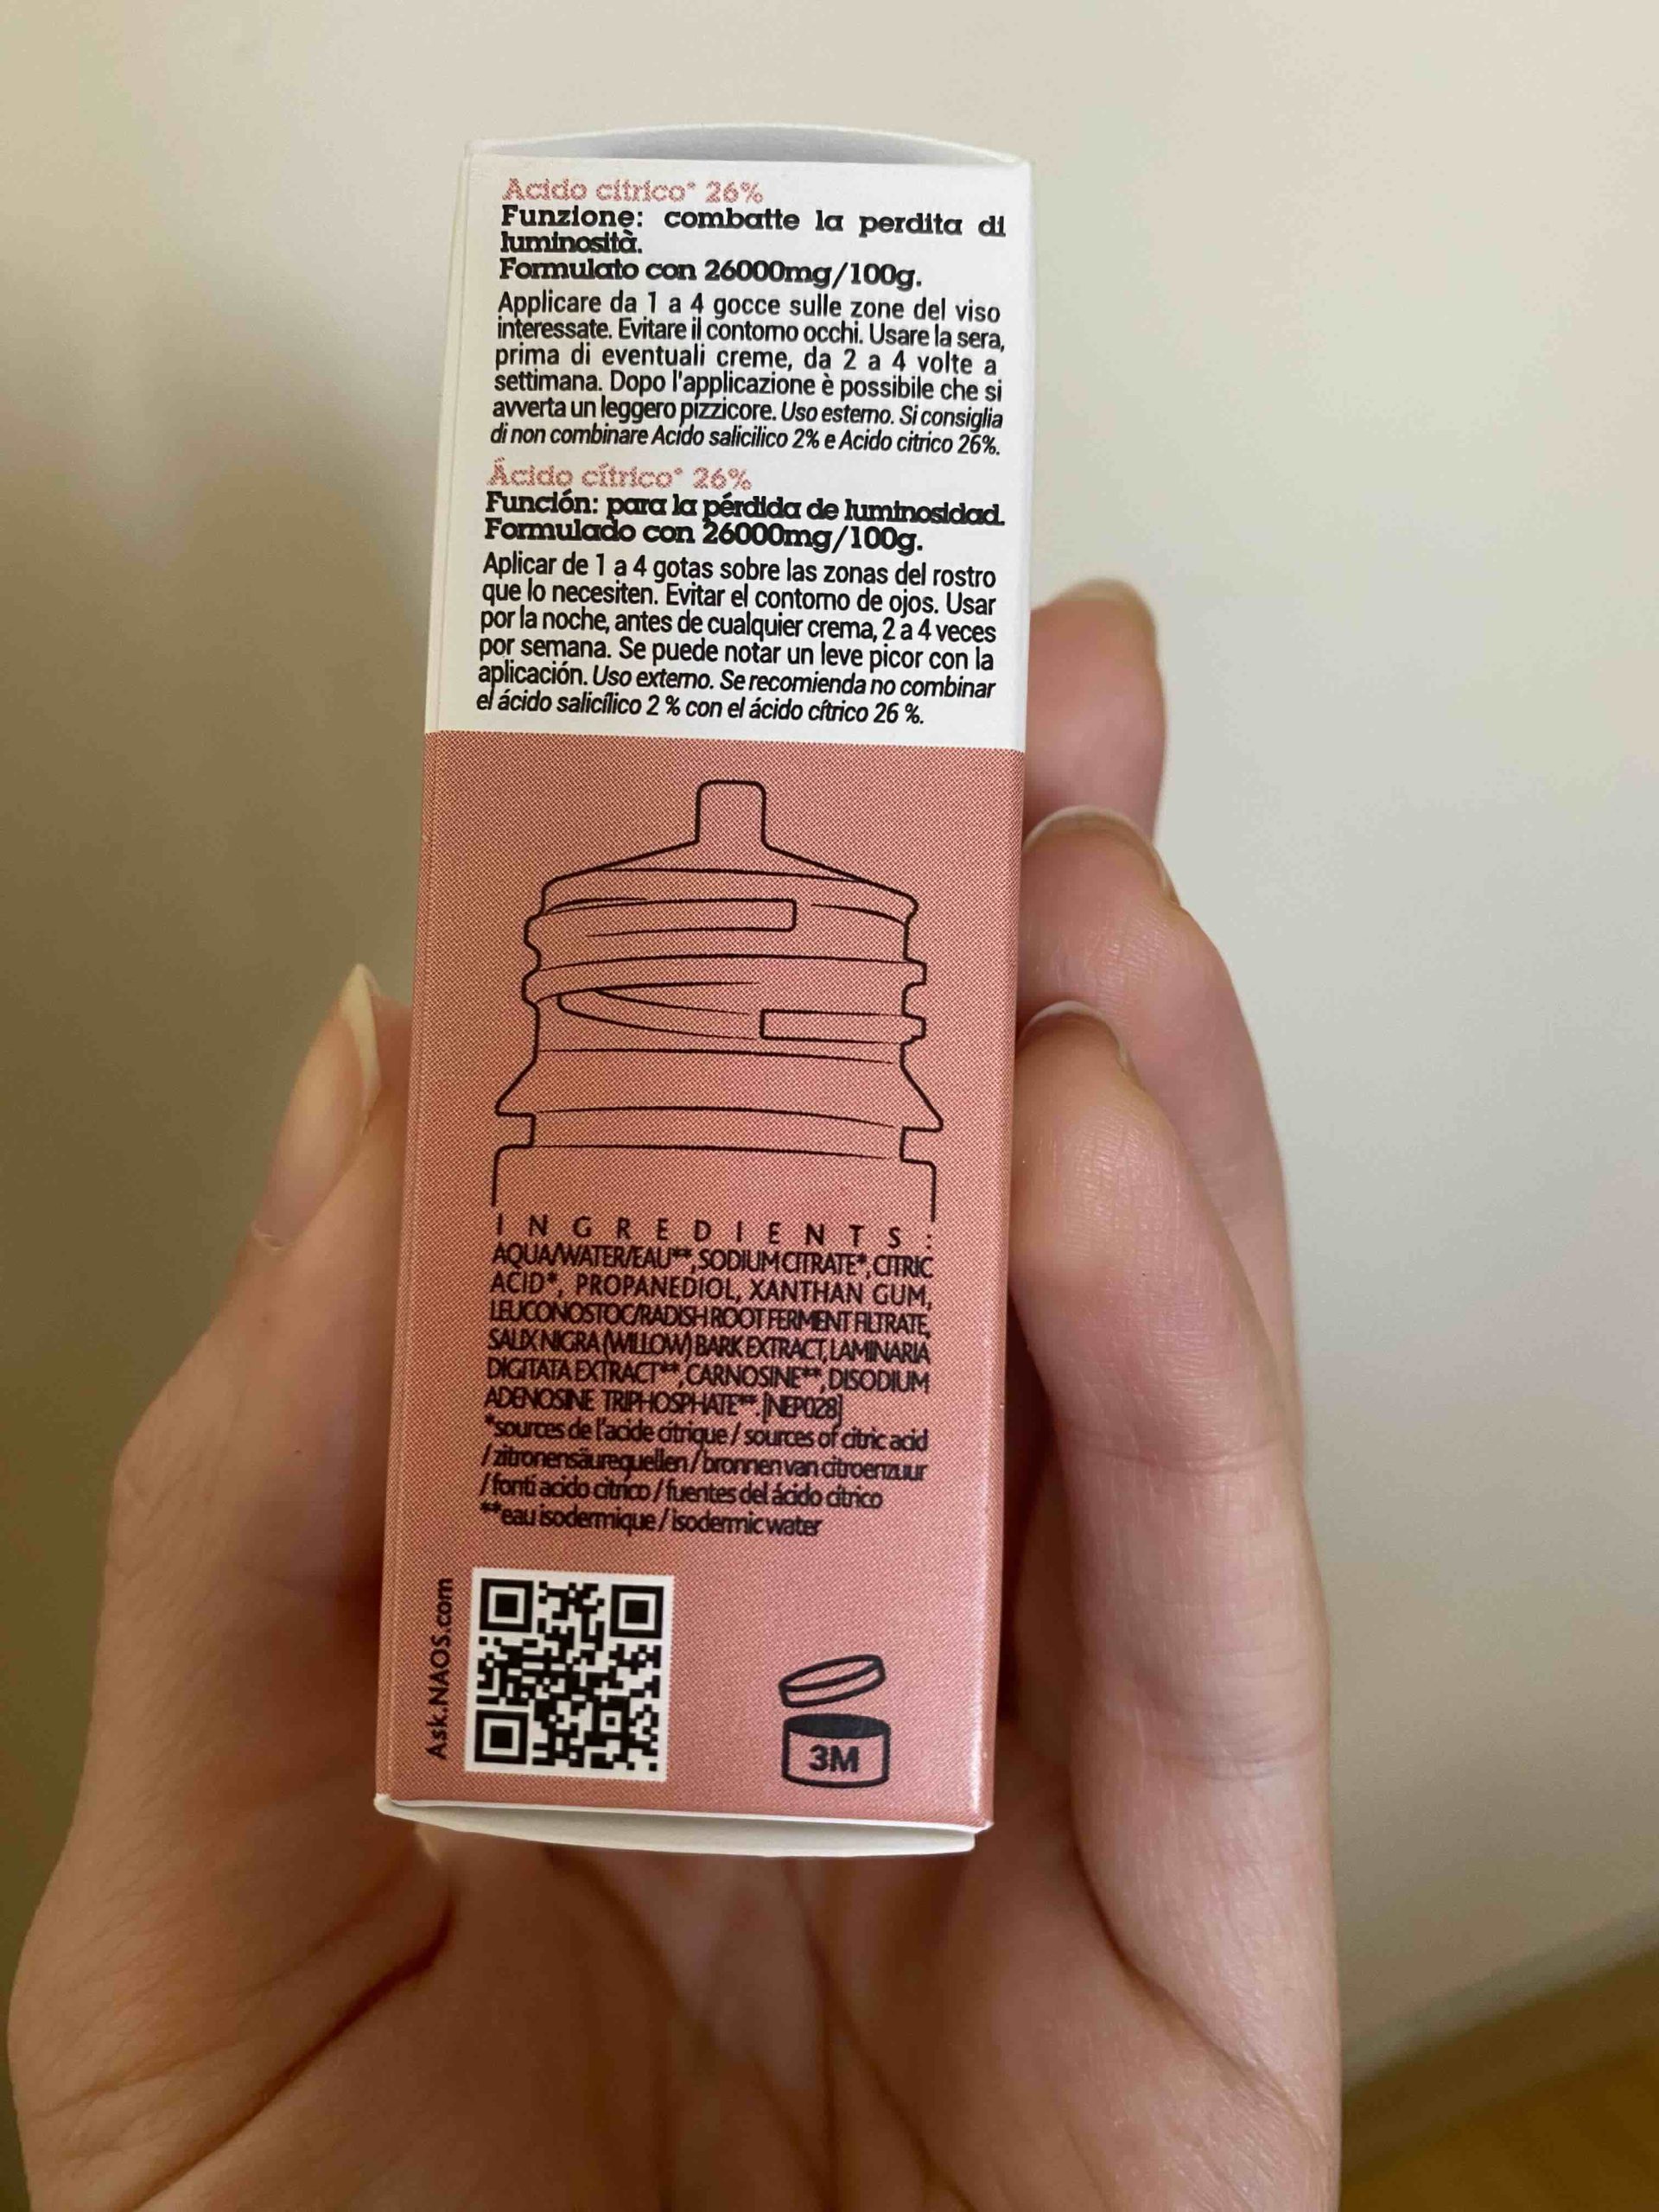 Acido citrico* 26%
Funzione: combatte la perdita di
luminosità.
Formulato con 26000mg/100g.
Applicare da 1 a 4 gocce sulle zone del viso
interessate. Evitare il contorno occhi. Usare la sera,
prima di eventuali creme, da 2 a 4 volte a
settimana. Dopo l'applicazione è possibile che si
avverta un leggero pizzicore. Uso esterno. Si consiglia
di non combinare Acido salicilico 2% e Acido citrico 26%.
Ácido cítrico* 26%
Función: para la pérdida de luminosidad.
Formulado con 26000mg/100g.
Aplicar de 1 a 4 gotas sobre las zonas del rostro
que lo necesiten. Evitar el contorno de ojos. Usar
por la noche, antes de cualquier crema, 2 a 4 veces
por semana. Se puede notar un leve picor con la
aplicación. Uso externo. Se recomienda no combinar
el ácido salicílico 2 % con el ácido cítrico 26 %.
INGREDIENTS:
AQUA/WATER/EAU**, SODIUM CITRATE*, CITRIC
ACID*, PROPANEDIOL, XANTHAN GUM,
LEUCONOSTOC/RADISH ROOT FERMENT FILTRATE,
SALIX NIGRA (WILLOW) BARK EXTRACT, LAMINARIA
DIGITATA EXTRACT**, CARNOSINE**, DISODIUM
ADENOSINE TRIPHOSPHATE**. [NEP028]
*sources de l'acide citrique / sources of citric acid
/ zitronensäurequellen / bronnen van citroenzuur
/ fonti acido citrico / fuentes del ácido cítrico
**eau isodermique / isodermic water
Ask.NAOS.com
3M